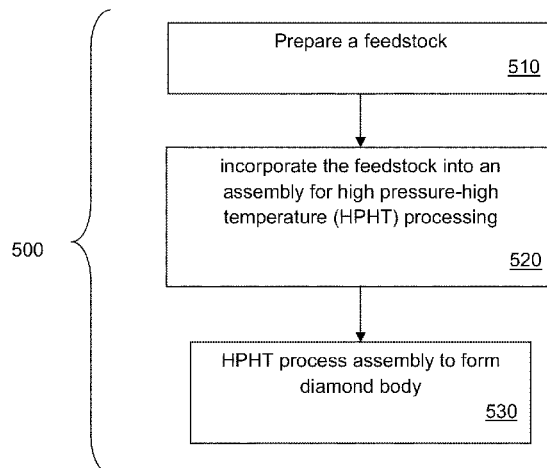 Prepare a feedstock
510
incorporate the feedstock into an
assembly for high pressure-high
temperature (HPHT) processing
520
500
HPHT process assembly to form
diamond body
530